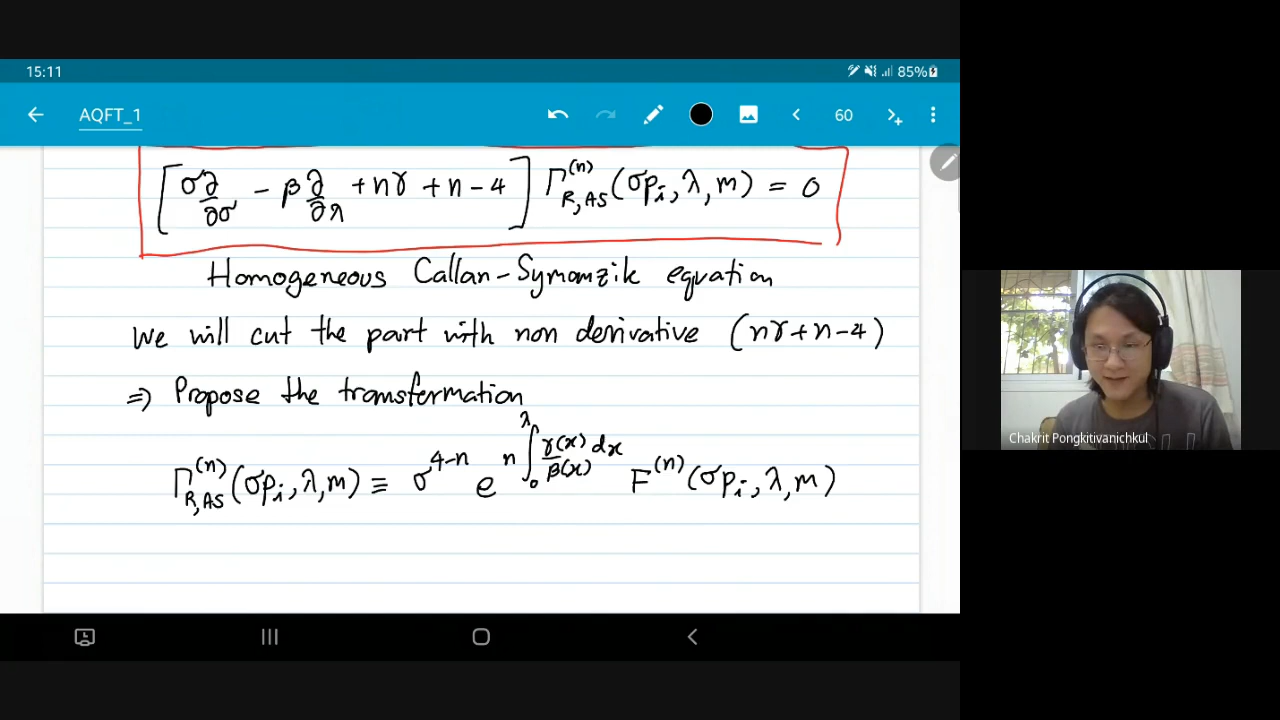 15:11
85%
AQFT_1
60
[σ∂/∂σ - β∂/∂λ + nγ + n - 4] Γ^(n)_R,AS (σp_i, λ, m) = 0
Homogeneous Callan-Symanzik equation
We will cut the part with non derivative (nγ + n - 4)
⇒ Propose the transformation
Γ^(n)_R,AS (σp_i, λ, m) ≡ σ^(4-n) e^(n ∫_0^λ γ(x)/β(x) dx) F^(n) (σp_i, λ, m)
Chakrit Pongkitivanichkul